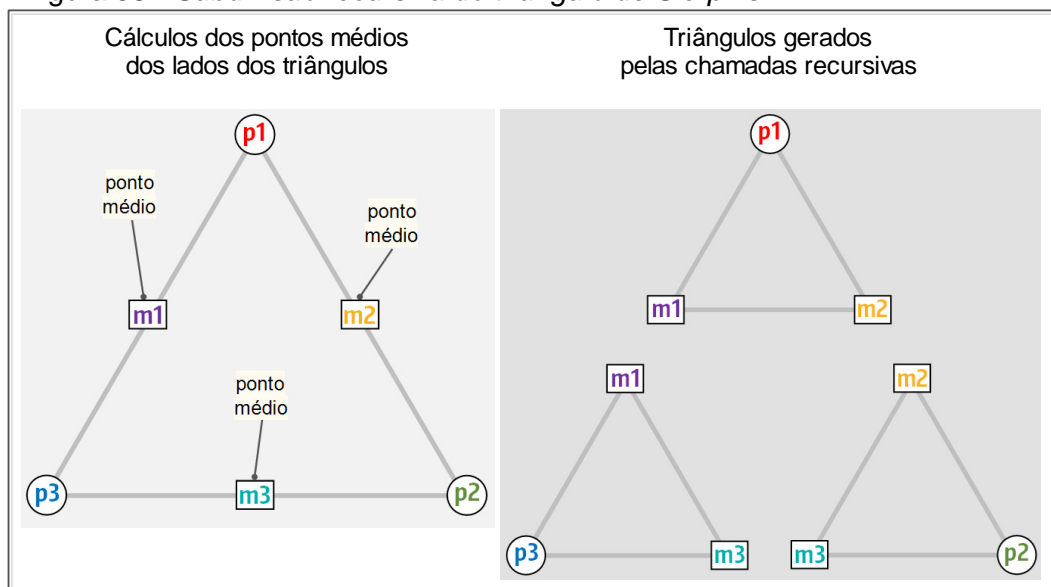 Cálculos dos pontos médios
dos lados dos triângulos
p1
ponto
médio
ponto
médio
m1
m2
ponto
médio
p3
m3
p2
Triângulos gerados
pelas chamadas recursivas
p1
m1
m2
m1
m2
p3
m3
m3
p2